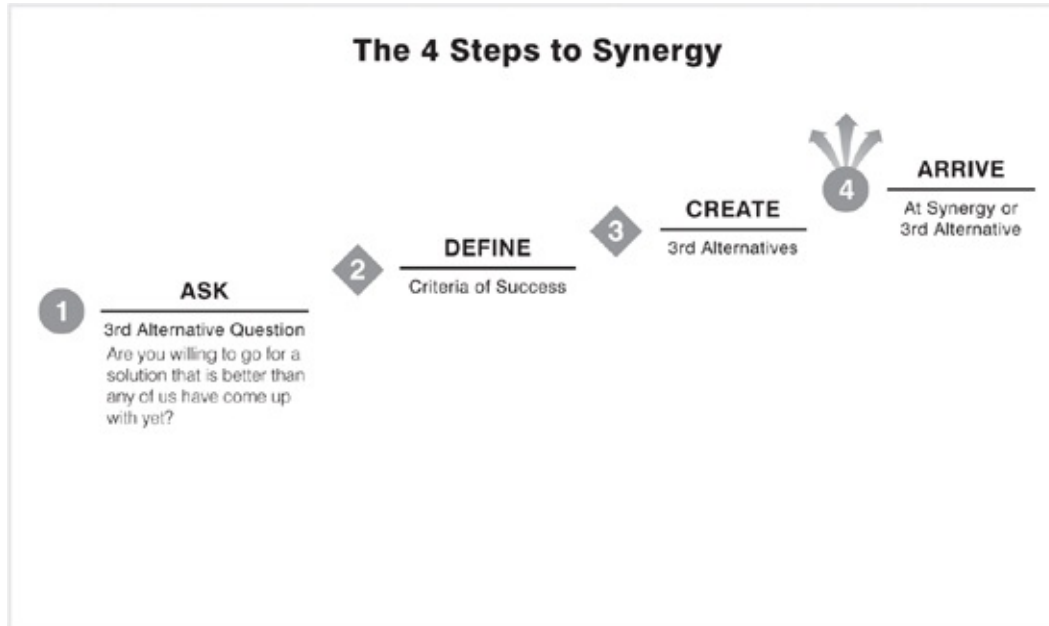 The 4 Steps to Synergy
1
ASK
3rd Alternative Question
Are you willing to go for a
solution that is better than
any of us have come up
with yet?
2
DEFINE
Criteria of Success
3
CREATE
3rd Alternatives
4
ARRIVE
At Synergy or
3rd Alternative